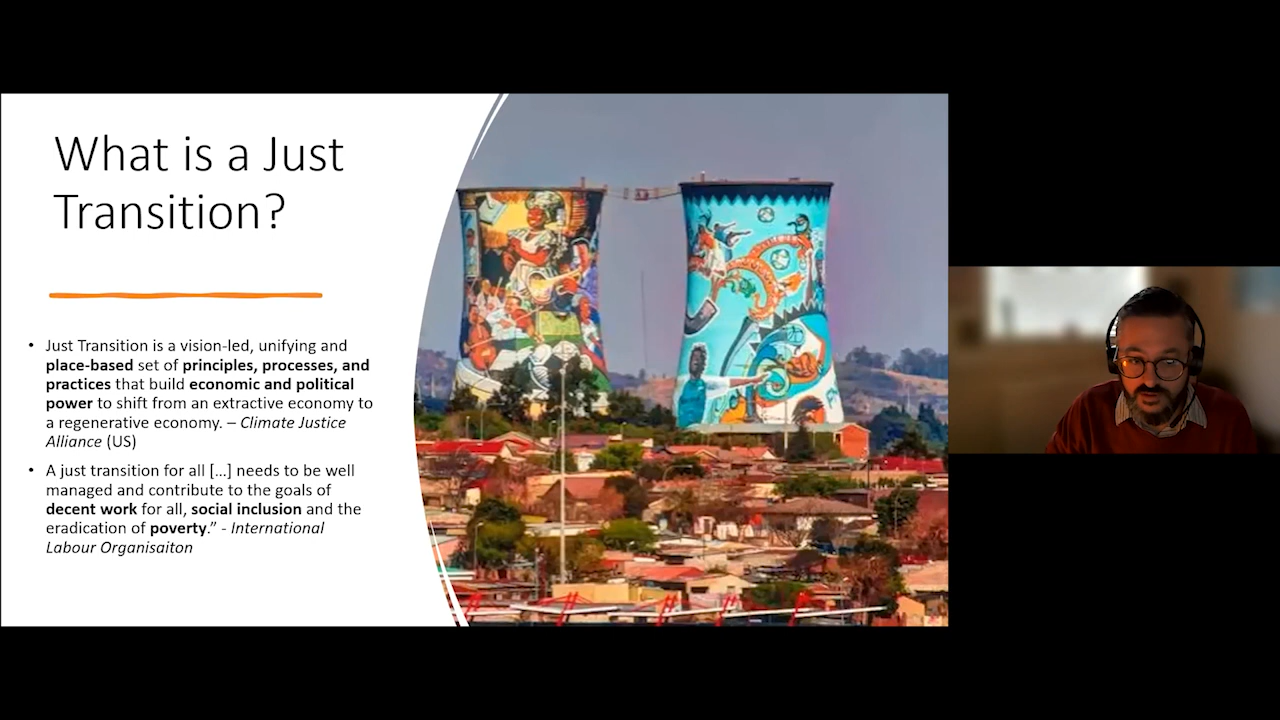 What is a Just
Transition?
• Just Transition is a vision-led, unifying and
place-based set of principles, processes, and
practices that build economic and political
power to shift from an extractive economy to
a regenerative economy. – Climate Justice
Alliance (US)
• A just transition for all […] needs to be well
managed and contribute to the goals of
decent work for all, social inclusion and the
eradication of poverty.” - International
Labour Organisaiton